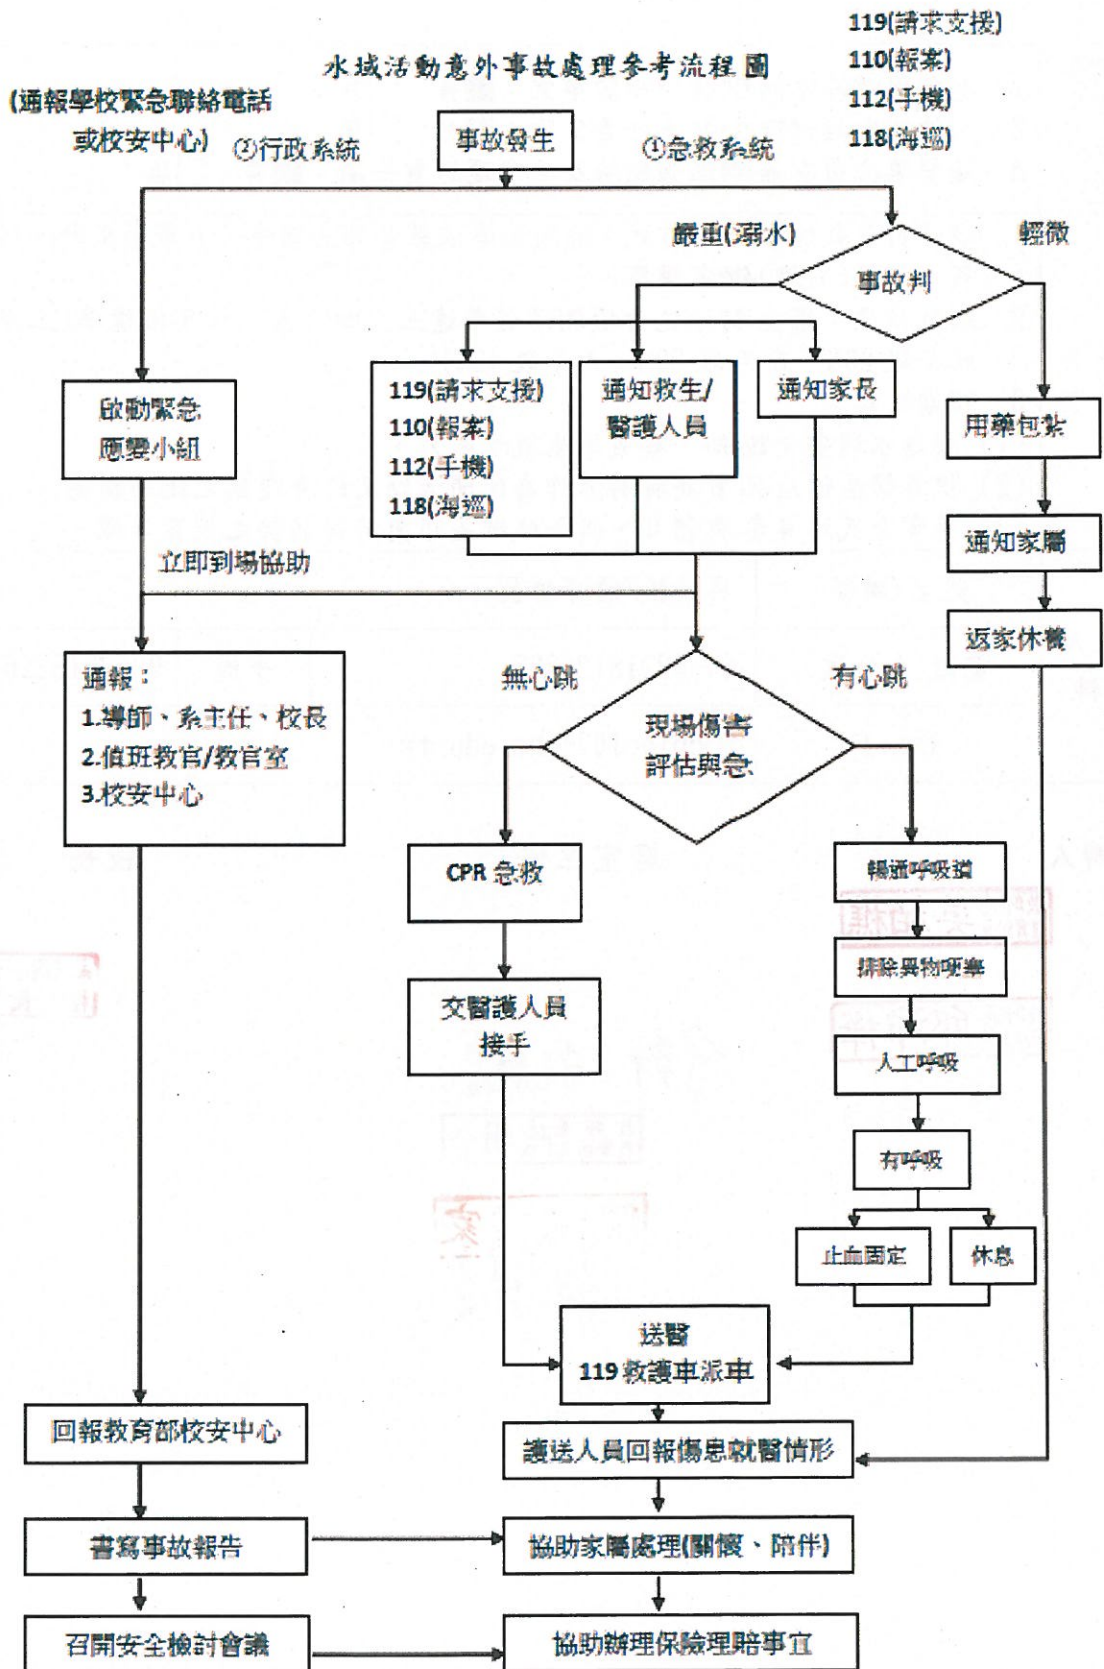 水域活動意外事故處理參考流程圖
119(請求支援)
110(報案)
112(手機)
118(海巡)
(通報學校緊急聯絡電話
或校安中心)
②行政系統
事故發生
①急救系統
嚴重(溺水)
輕微
事故判
啟動緊急
應變小組
119(請求支援)
110(報案)
112(手機)
118(海巡)
通知救生/
醫護人員
通知家長
用藥包紮
通知家屬
返家休養
立即到場協助
通報：
1.導師、系主任、校長
2.值班教官/教官室
3.校安中心
無心跳
有心跳
現場傷害
評估與急
CPR 急救
交醫護人員
接手
暢通呼吸道
排除異物哽塞
人工呼吸
有呼吸
止血固定
休息
送醫
119 救護車派車
回報教育部校安中心
護送人員回報傷患就醫情形
書寫事故報告
協助家屬處理(關懷、陪伴)
召開安全檢討會議
協助辦理保險理賠事宜